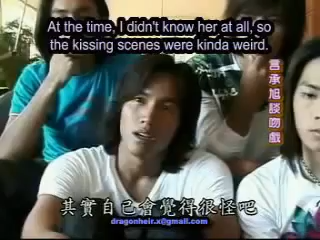 At the time, I didn't know her at all, so
the kissing scenes were kinda weird.
言承旭談吻戲
其實自己會覺得很怪吧
dragonheir.x@gmail.com